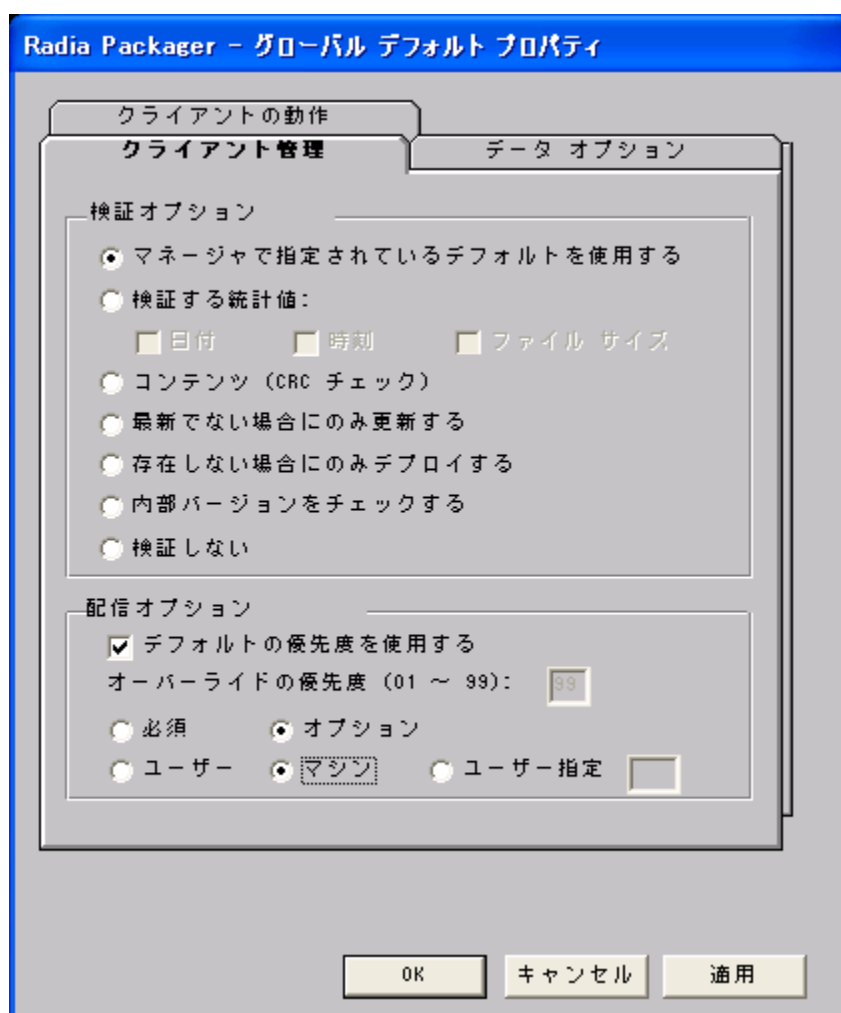 Radia Packager - グローバル デフォルト プロパティ
クライアントの動作
クライアント管理 データ オプション
検証オプション
マネージャで指定されているデフォルトを使用する
検証する統計値:
日付 時刻 ファイル サイズ
コンテンツ (CRC チェック)
最新でない場合にのみ更新する
存在しない場合にのみデプロイする
内部バージョンをチェックする
検証しない
配信オプション
デフォルトの優先度を使用する
オーバーライドの優先度 (01 ~ 99): 99
必須 オプション
ユーザー マシン ユーザー指定
OK キャンセル 適用